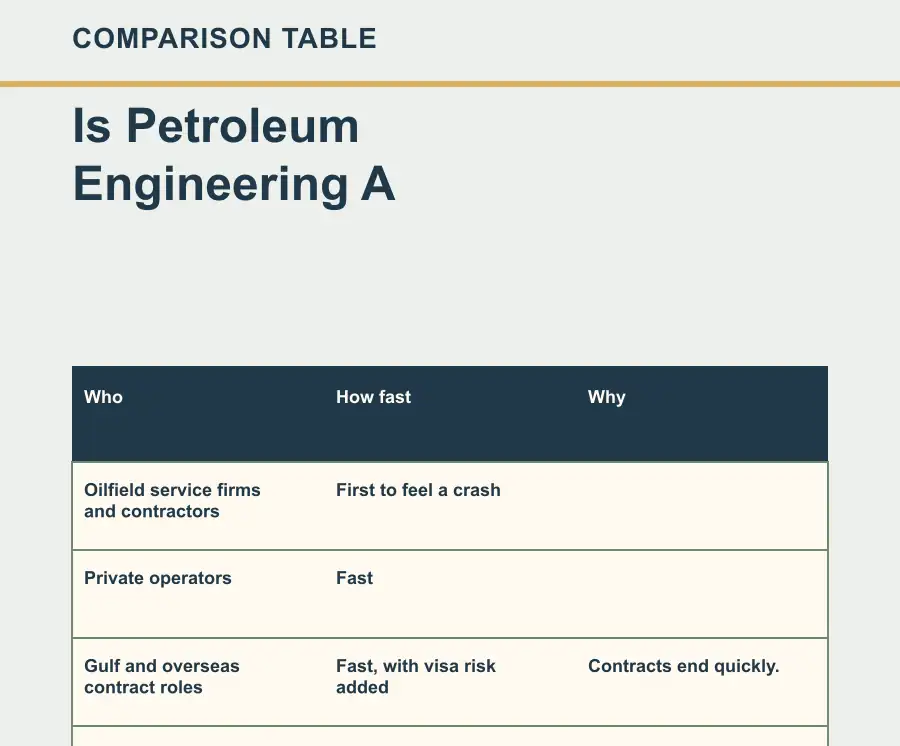 COMPARISON TABLE
Is Petroleum
Engineering A
Who How fast Why
Oilfield service firms First to feel a crash
and contractors
Private operators Fast
Gulf and overseas Fast, with visa risk Contracts end quickly.
contract roles added